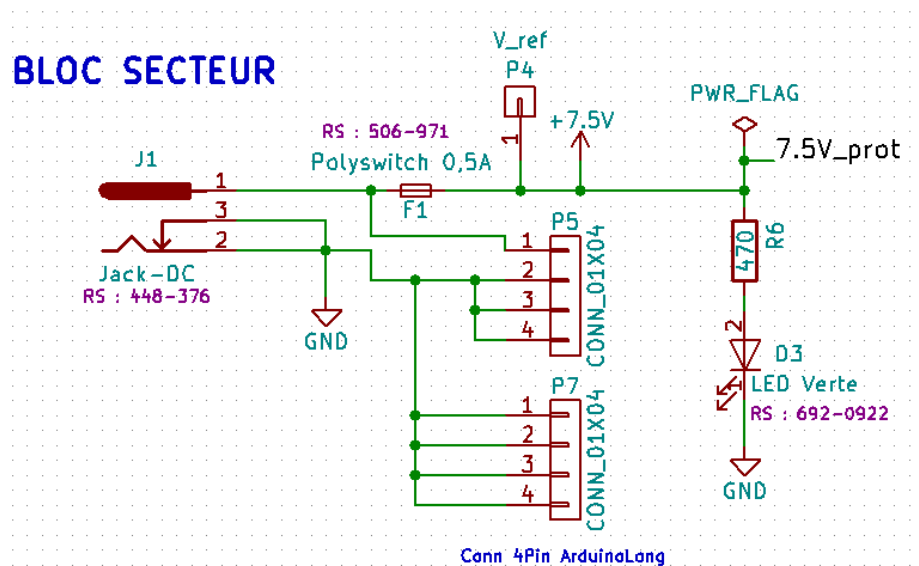 BLOC SECTEUR
V_ref
P4
1
+7.5V
PWR_FLAG
7.5V_prot
RS : 506-971
Polyswitch 0,5A
F1
J1
1
3
2
Jack-DC
RS : 448-376
GND
P5
1
2
3
4
CONN_01X04
P7
1
2
3
4
CONN_01X04
470
R6
2
D3
1
LED Verte
RS : 692-0922
GND
Conn 4Pin ArduinoLong